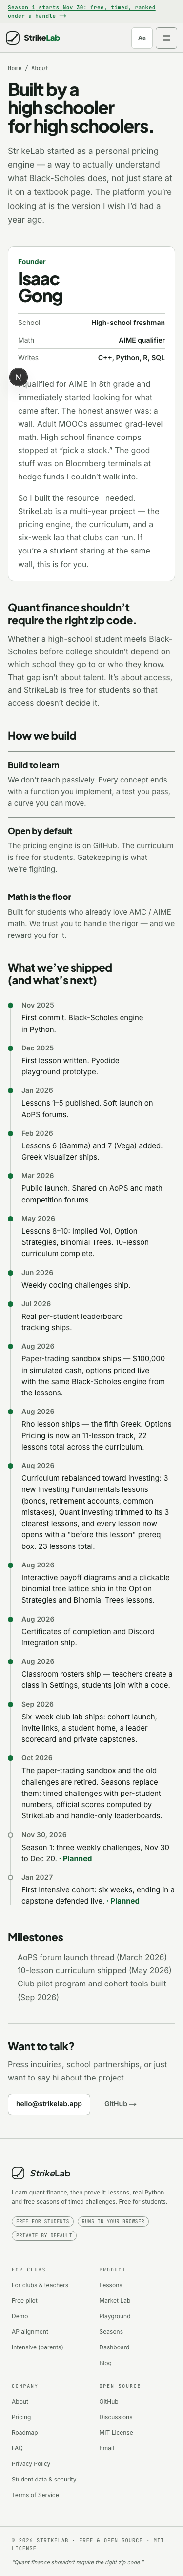 Season 1 starts Nov 30: free, timed, ranked
under a handle →
StrikeLab
Aa
Home / About
Built by a
high schooler
for high schoolers.
StrikeLab started as a personal pricing
engine — a way to actually understand
what Black-Scholes was doing, not just stare at
it on a textbook page. The platform you're
looking at is the version I wish I'd had a
year ago.
Founder
Isaac
Gong
School High-school freshman
Math AIME qualifier
Writes C++, Python, R, SQL
N
qualified for AIME in 8th grade and
immediately started looking for what
came after. The honest answer was: a
wall. Adult MOOCs assumed grad-level
math. High school finance comps
stopped at "pick a stock." The good
stuff was on Bloomberg terminals at
hedge funds I couldn't walk into.
So I built the resource I needed.
StrikeLab is a multi-year project — the
engine, the curriculum, and a
six-week lab that clubs can run. If
you're a student staring at the same
wall, this is for you.
Quant finance shouldn't
require the right zip code.
Whether a high-school student meets Black-
Scholes before college shouldn't depend on
which school they go to or who they know.
That gap isn't about talent. It's about access,
and StrikeLab is free for students so that
access doesn't decide it.
How we build
Build to learn
We don't teach passively. Every concept ends
with a function you implement, a test you pass,
a curve you can move.
Open by default
The pricing engine is on GitHub. The curriculum
is free for students. Gatekeeping is what
we're fighting.
Math is the floor
Built for students who already love AMC / AIME
math. We trust you to handle the rigor — and we
reward you for it.
What we've shipped
(and what's next)
Nov 2025
First commit. Black-Scholes engine
in Python.
Dec 2025
First lesson written. Pyodide
playground prototype.
Jan 2026
Lessons 1–5 published. Soft launch on
AoPS forums.
Feb 2026
Lessons 6 (Gamma) and 7 (Vega) added.
Greek visualizer ships.
Mar 2026
Public launch. Shared on AoPS and math
competition forums.
May 2026
Lessons 8–10: Implied Vol, Option
Strategies, Binomial Trees. 10-lesson
curriculum complete.
Jun 2026
Weekly coding challenges ship.
Jul 2026
Real per-student leaderboard
tracking ships.
Aug 2026
Paper-trading sandbox ships — $100,000
in simulated cash, options priced live
with the same Black-Scholes engine from
the lessons.
Aug 2026
Rho lesson ships — the fifth Greek. Options
Pricing is now an 11-lesson track, 22
lessons total across the curriculum.
Aug 2026
Curriculum rebalanced toward investing: 3
new Investing Fundamentals lessons
(bonds, retirement accounts, common
mistakes), Quant Investing trimmed to its 3
clearest lessons, and every lesson now
opens with a "before this lesson" prereq
box. 23 lessons total.
Aug 2026
Interactive payoff diagrams and a clickable
binomial tree lattice ship in the Option
Strategies and Binomial Trees lessons.
Aug 2026
Certificates of completion and Discord
integration ship.
Aug 2026
Classroom rosters ship — teachers create a
class in Settings, students join with a code.
Sep 2026
Six-week club lab ships: cohort launch,
invite links, a student home, a leader
scorecard and private capstones.
Oct 2026
The paper-trading sandbox and the old
challenges are retired. Seasons replace
them: timed challenges with per-student
numbers, official scores computed by
StrikeLab and handle-only leaderboards.
Nov 30, 2026
Season 1: three weekly challenges, Nov 30
to Dec 20. · Planned
Jan 2027
First intensive cohort: six weeks, ending in a
capstone defended live. · Planned
Milestones
AoPS forum launch thread (March 2026)
10-lesson curriculum shipped (May 2026)
Club pilot program and cohort tools built
(Sep 2026)
Want to talk?
Press inquiries, school partnerships, or just
want to say hi about the project.
hello@strikelab.app GitHub →
StrikeLab
Learn quant finance, then prove it: lessons, real Python
and free seasons of timed challenges. Free for students.
FREE FOR STUDENTS RUNS IN YOUR BROWSER
PRIVATE BY DEFAULT
FOR CLUBS
For clubs & teachers
Free pilot
Demo
AP alignment
Intensive (parents)
PRODUCT
Lessons
Market Lab
Playground
Seasons
Dashboard
Blog
COMPANY
About
Pricing
Roadmap
FAQ
Privacy Policy
Student data & security
Terms of Service
OPEN SOURCE
GitHub
Discussions
MIT License
Email
© 2026 STRIKELAB · FREE & OPEN SOURCE · MIT
LICENSE
"Quant finance shouldn't require the right zip code."